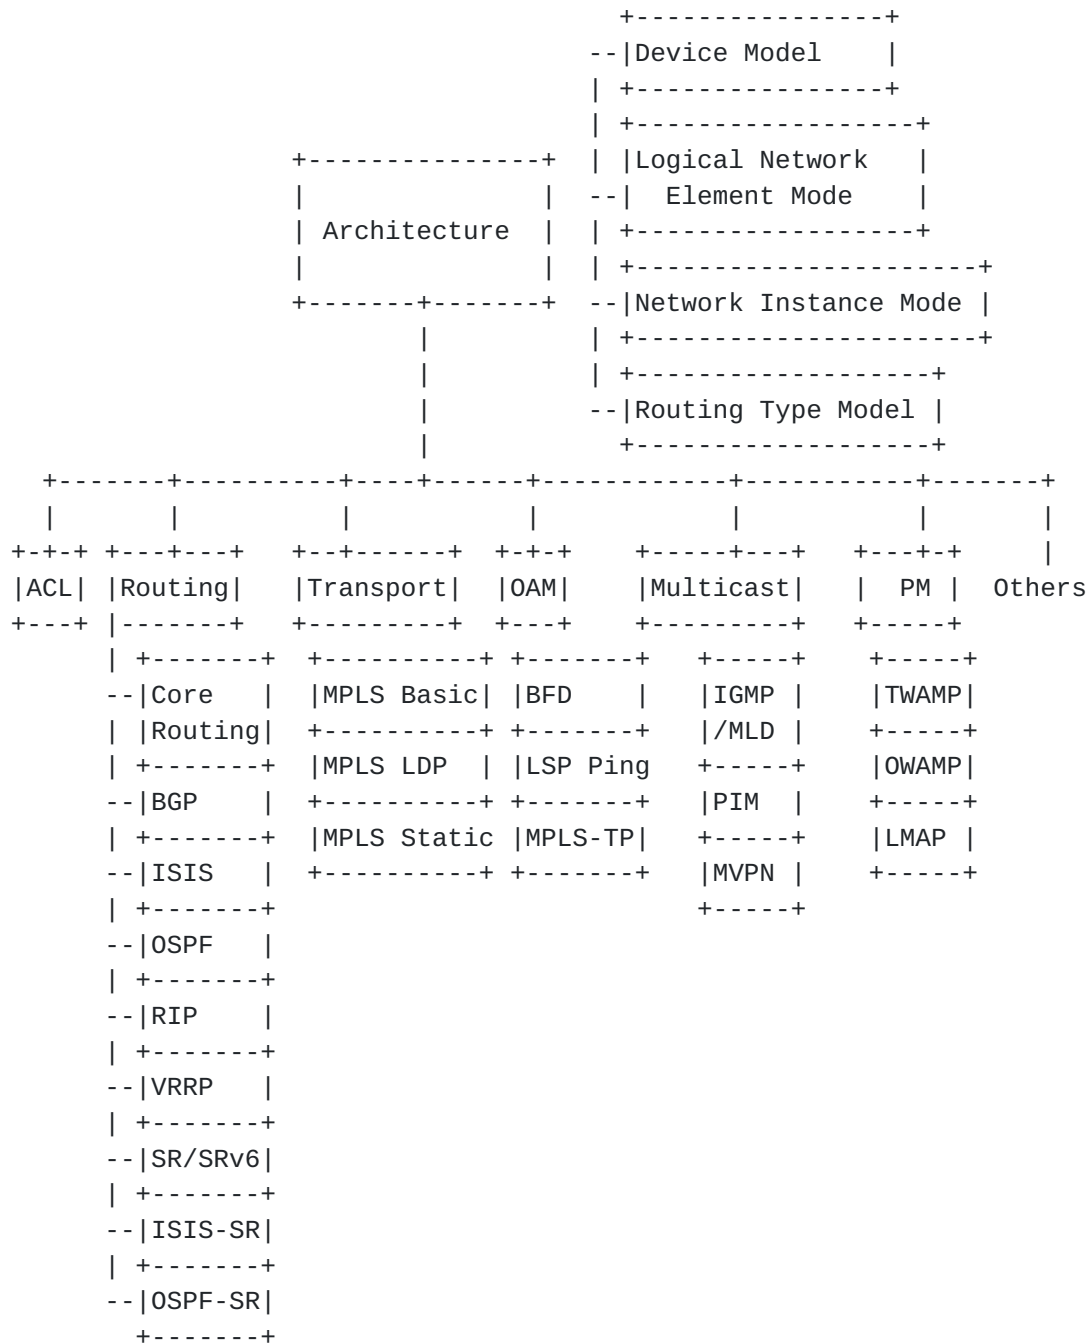 Device Model
Logical Network
Element Mode
Architecture
Network Instance Mode
Routing Type Model
ACL Routing Transport OAM Multicast PM Others
Core MPLS Basic BFD IGMP TWAMP
Routing /MLD
MPLS LDP LSP Ping OWAMP
BGP PIM
MPLS Static MPLS-TP LMAP
ISIS MVPN
OSPF
RIP
VRRP
SR/SRv6
ISIS-SR
OSPF-SR